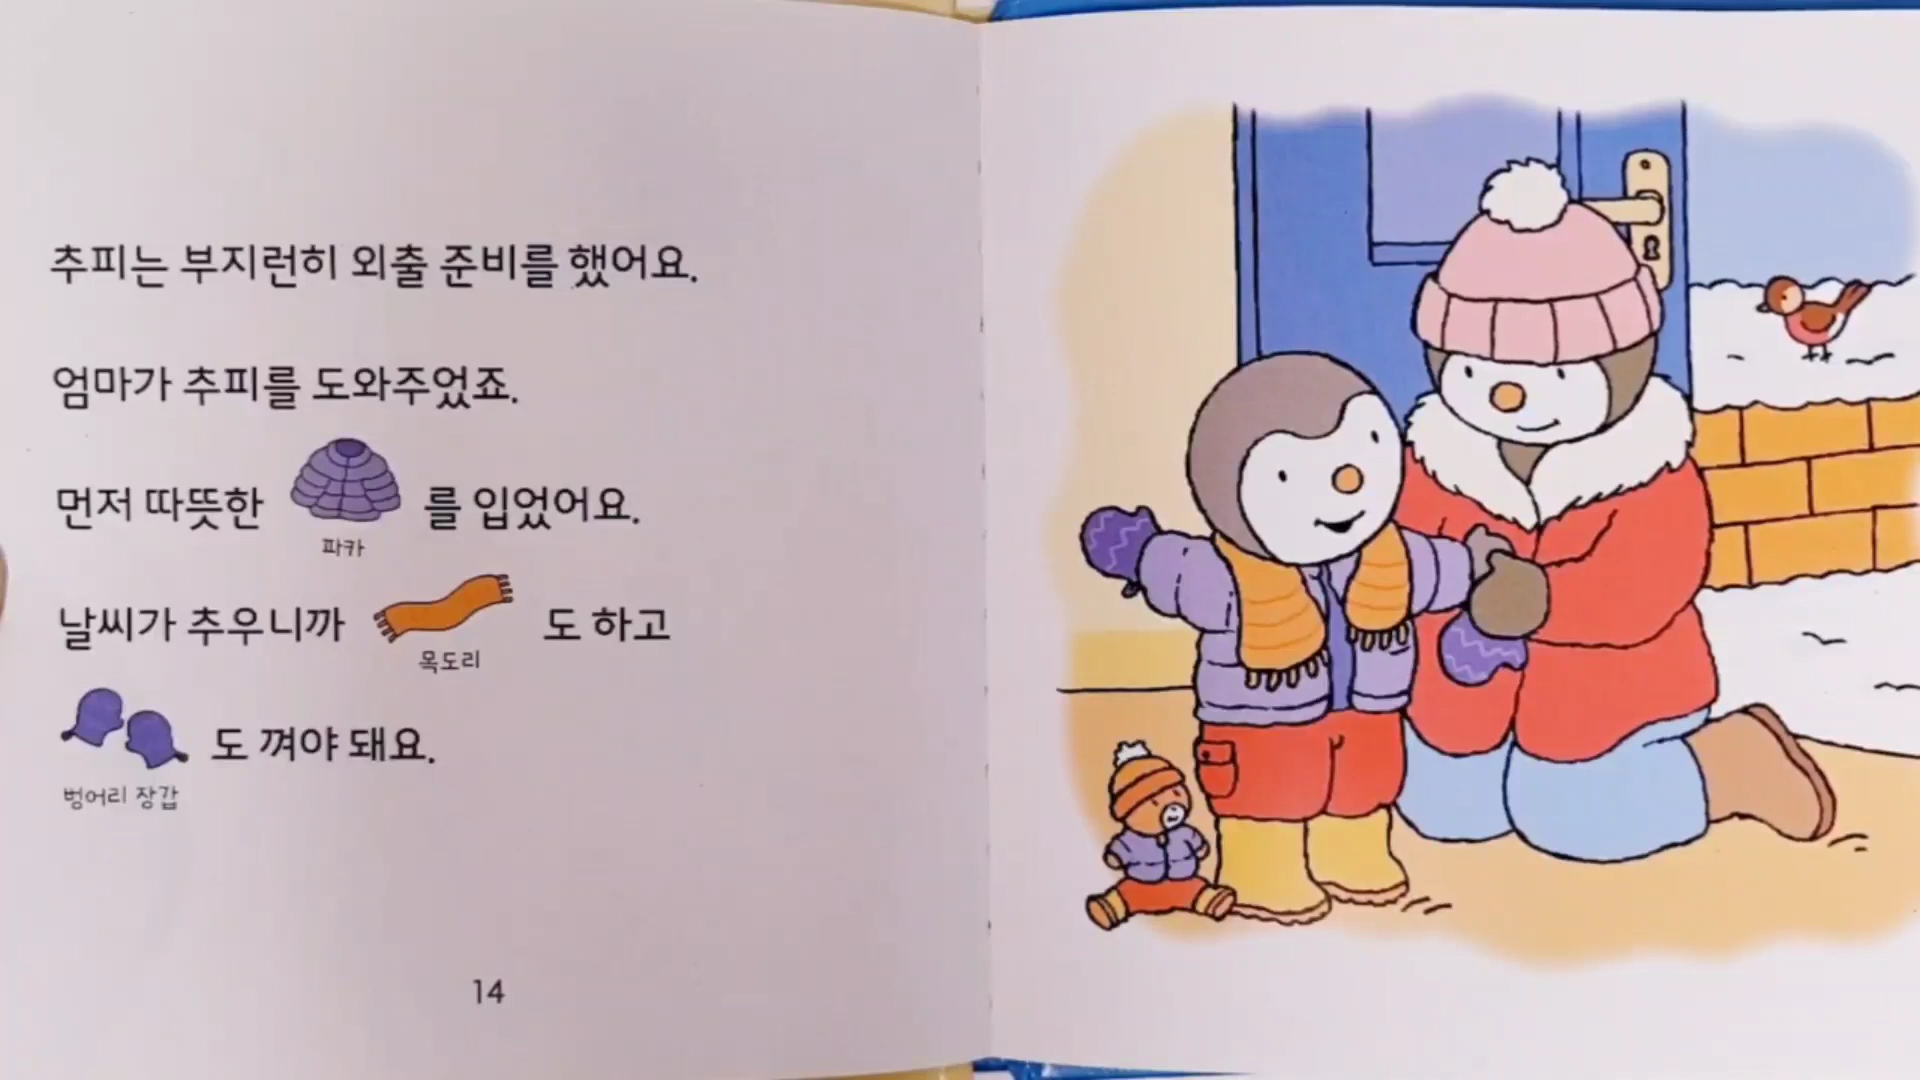 추피는 부지런히 외출 준비를 했어요.
엄마가 추피를 도와주었죠.
먼저 따뜻한 를 입었어요.
파카
날씨가 추우니까 도 하고
목도리
도 껴야 돼요.
벙어리 장갑
14